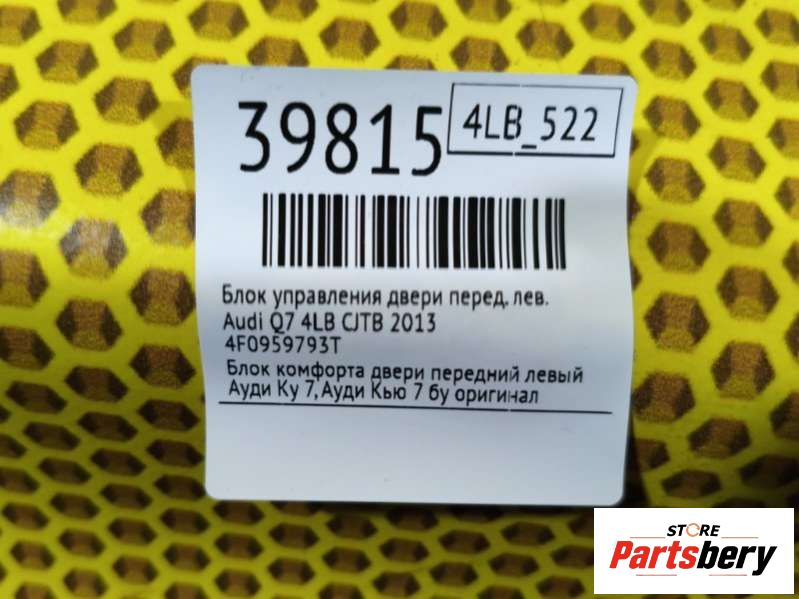 39815
4LB_522
Блок управления двери перед. лев.
Audi Q7 4LB CJTB 2013
4F0959793T
Блок комфорта двери передний левый
Ауди Ку 7, Ауди Кью 7 бу оригинал
STORE
Partsbery